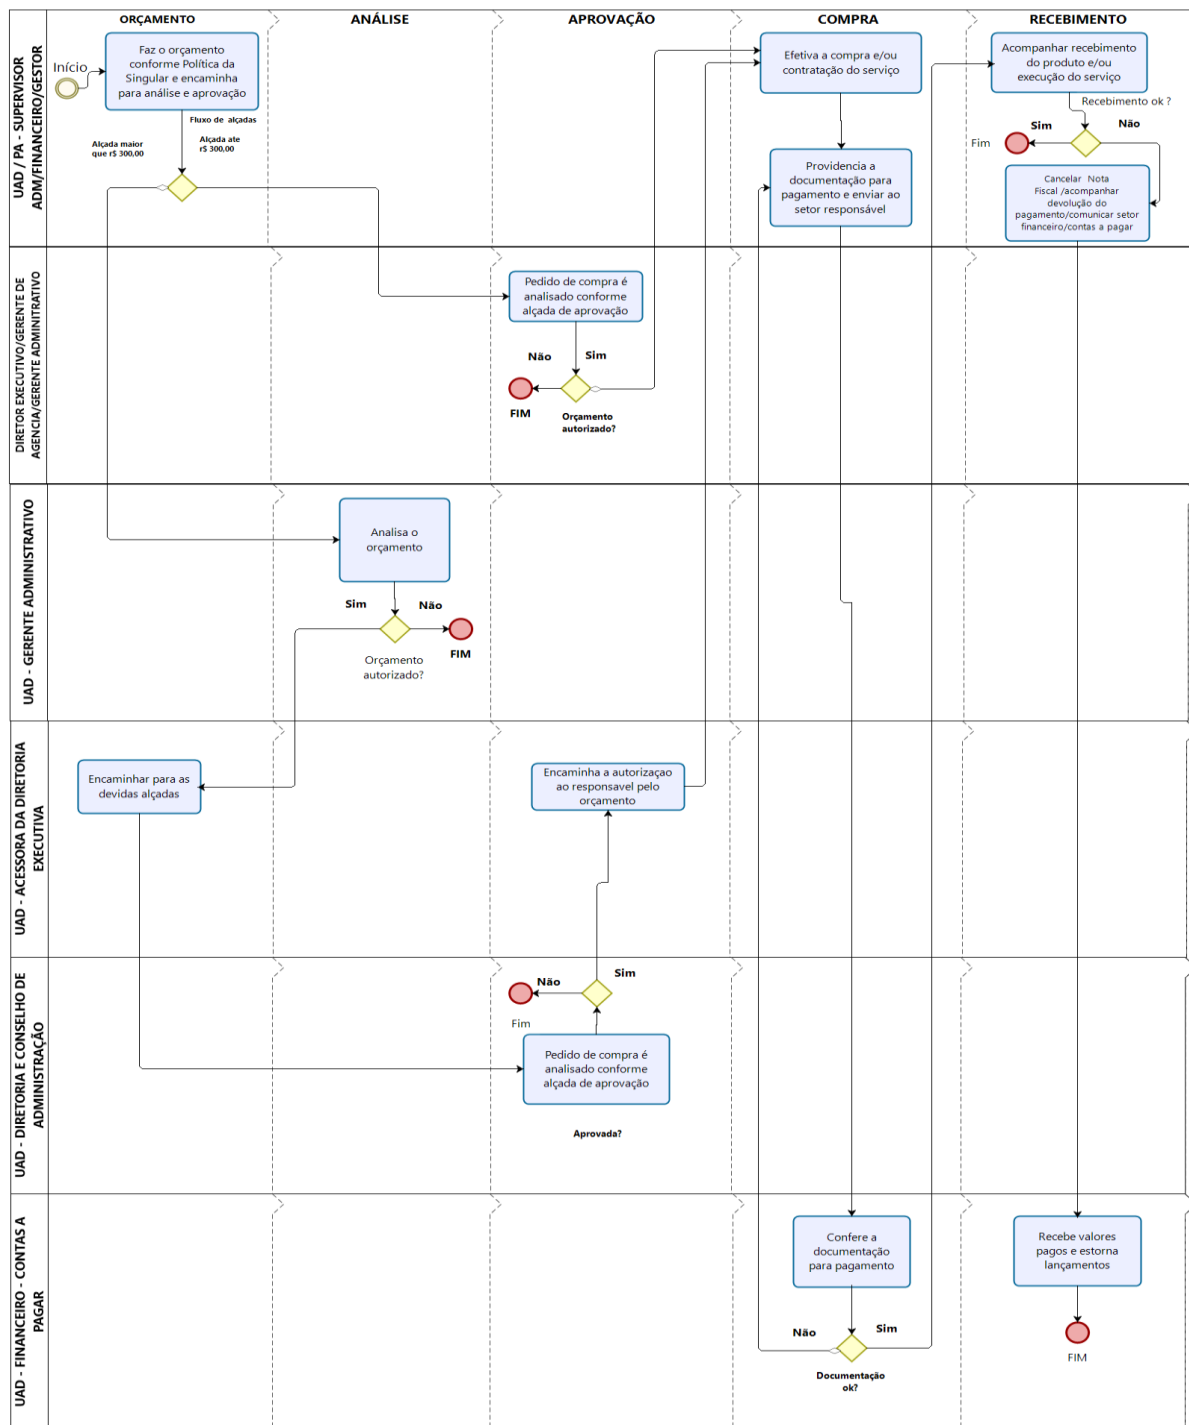 ORÇAMENTO
ANÁLISE
APROVAÇÃO
COMPRA
RECEBIMENTO
UAD / PA - SUPERVISOR
ADM/FINANCEIRO/GESTOR
Início
Faz o orçamento
conforme Política da
Singular e encaminha
para análise e aprovação
Fluxo de alçadas
Alçada maior
que r$ 300,00
Alçada ate
r$ 300,00
Efetiva a compra e/ou
contratação do serviço
Providencia a
documentação para
pagamento e enviar ao
setor responsável
Acompanhar recebimento
do produto e/ou
execução do serviço
Recebimento ok ?
Sim
Não
Fim
Cancelar Nota
Fiscal /acompanhar
devolução do
pagamento/comunicar setor
financeiro/contas a pagar
DIRETOR EXECUTIVO/GERENTE DE
AGENCIA/GERENTE ADMINITRATIVO
Pedido de compra é
analisado conforme
alçada de aprovação
Não
Sim
FIM
Orçamento
autorizado?
UAD - GERENTE ADMINISTRATIVO
Analisa o
orçamento
Sim
Não
FIM
Orçamento
autorizado?
UAD - ACESSORA DA DIRETORIA
EXECUTIVA
Encaminhar para as
devidas alçadas
Encaminha a autorizaçao
ao responsavel pelo
orçamento
UAD - DIRETORIA E CONSELHO DE
ADMINISTRAÇÃO
Sim
Não
Fim
Pedido de compra é
analisado conforme
alçada de aprovação
Aprovada?
UAD - FINANCEIRO - CONTAS A
PAGAR
Confere a
documentação
para pagamento
Não
Sim
Documentação
ok?
Recebe valores
pagos e estorna
lançamentos
FIM